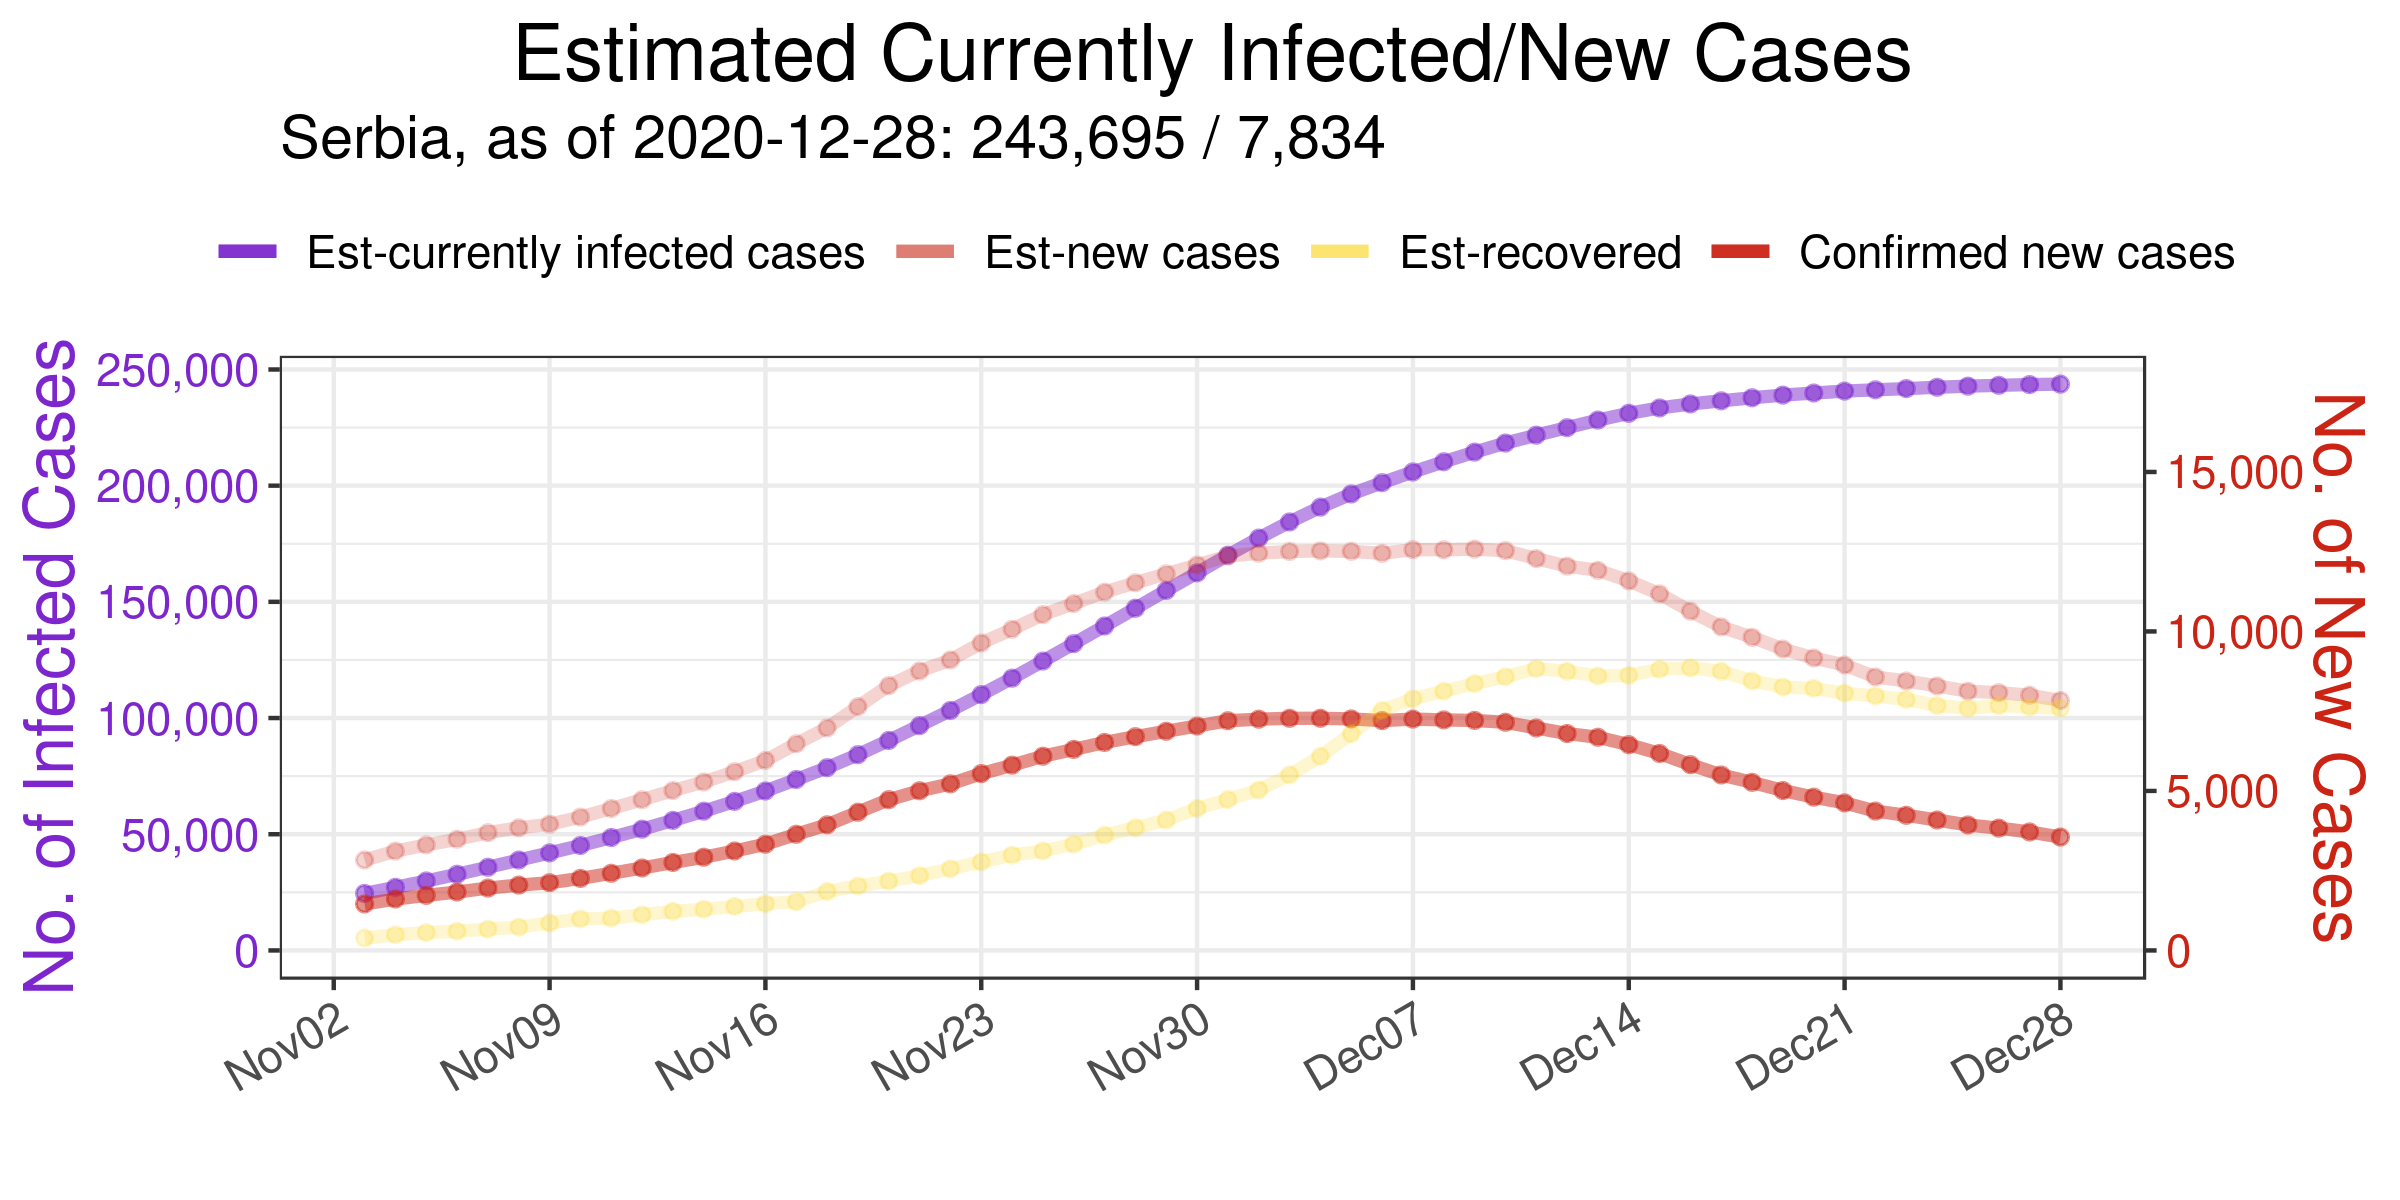 Estimated Currently Infected/New Cases
Serbia, as of 2020-12-28: 243,695 / 7,834
Est-currently infected cases Est-new cases Est-recovered Confirmed new cases
No. of Infected Cases
250,000
200,000
150,000
100,000
50,000
0
15,000
10,000
5,000
0
No. of New Cases
Nov02 Nov09 Nov16 Nov23 Nov30 Dec07 Dec14 Dec21 Dec28